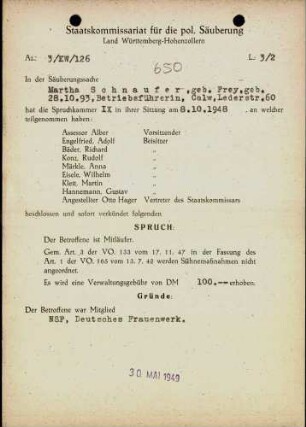 Staatskommissariat für die pol. Säuberung
Land Württemberg-Hohenzollern
Az.: 3/KW/126
L: 3/2
650
In der Säuberungssache
Martha Schnaufer, geb. Frey, geb.
28.10.93, Betriebsführerin, Calw, Lederstr. 60
hat die Spruchkammer IX in ihrer Sitzung am 8.10.1948, an welcher
teilgenommen haben:
Assessor Alber Vorsitzender
Engelfried, Adolf Beisitzer
Bäder, Richard "
Konz, Rudolf "
Märkle, Anna "
Eisele, Wilhelm "
Klett, Martin "
Hannemann, Gustav "
Angestellter Otto Hager Vertreter des Staatskommissars
beschlossen und sofort verkündet folgenden
SPRUCH:
Der Betroffene ist Mitläufer.
Gem. Art. 3 der VO. 133 vom 17. 11. 47 in der Fassung des
Art. 1 der VO. 165 vom 13. 7. 48 werden Sühnemaßnahmen nicht
angeordnet.
Es wird eine Verwaltungsgebühr von DM 100.-- erhoben.
Gründe:
Der Betroffene war Mitglied
NSF, Deutsches Frauenwerk.
30 MAI 1949